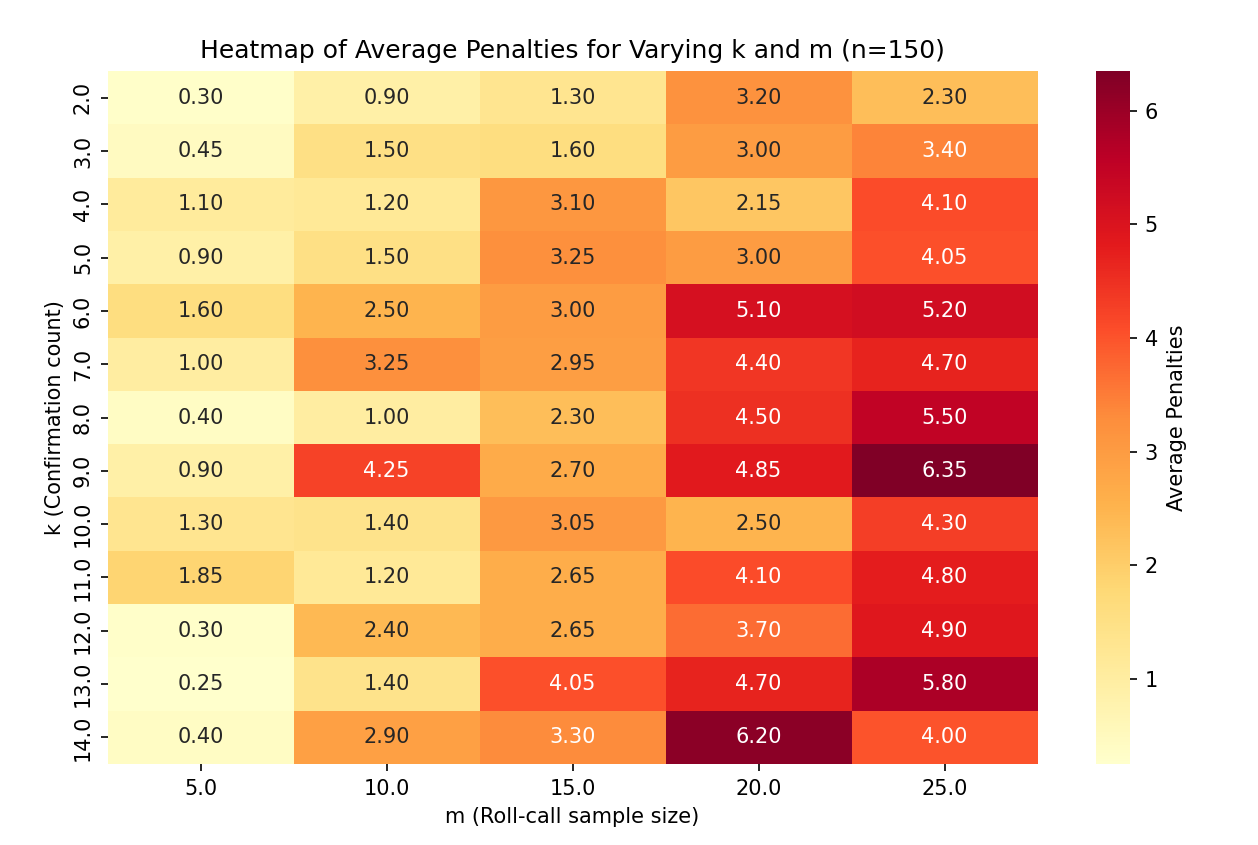 Heatmap of Average Penalties for Varying k and m (n=150)
k (Confirmation count)
2.0 0.30 0.90 1.30 3.20 2.30
3.0 0.45 1.50 1.60 3.00 3.40
4.0 1.10 1.20 3.10 2.15 4.10
5.0 0.90 1.50 3.25 3.00 4.05
6.0 1.60 2.50 3.00 5.10 5.20
7.0 1.00 3.25 2.95 4.40 4.70
8.0 0.40 1.00 2.30 4.50 5.50
9.0 0.90 4.25 2.70 4.85 6.35
10.0 1.30 1.40 3.05 2.50 4.30
11.0 1.85 1.20 2.65 4.10 4.80
12.0 0.30 2.40 2.65 3.70 4.90
13.0 0.25 1.40 4.05 4.70 5.80
14.0 0.40 2.90 3.30 6.20 4.00
5.0 10.0 15.0 20.0 25.0
m (Roll-call sample size)
6
5
4
3
2
1
Average Penalties